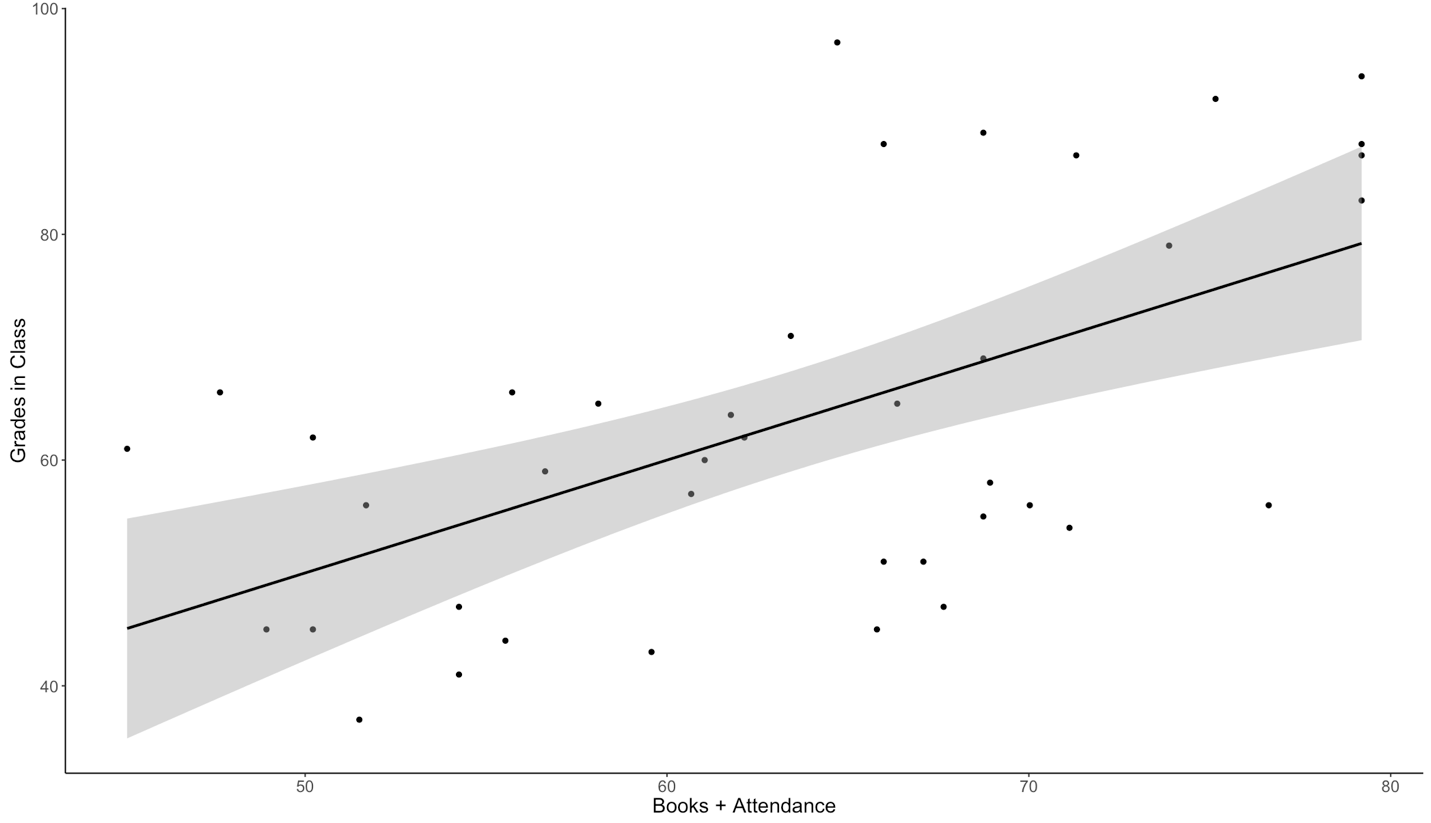 100
80
60
40
Grades in Class
50 60 70 80
Books + Attendance